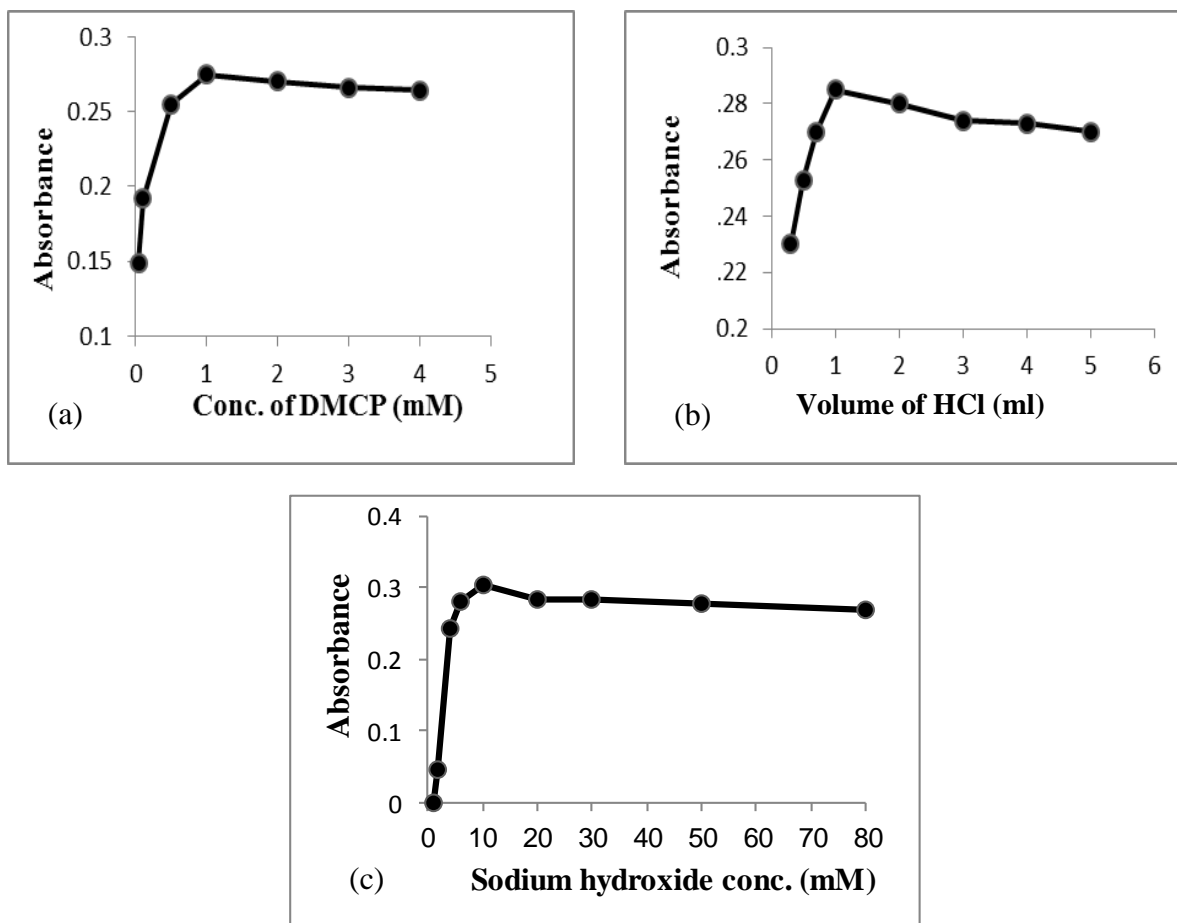 0.3
0.25
0.2
0.15
0.1
Absorbance
0 1 2 3 4 5
Conc. of DMCP (mM)
(a)
0.3
.28
.26
.24
.22
0.2
Absorbance
0 1 2 3 4 5 6
Volume of HCl (ml)
(b)
0.4
0.3
0.2
0.1
0
Absorbance
0 10 20 30 40 50 60 70 80
Sodium hydroxide conc. (mM)
(c)